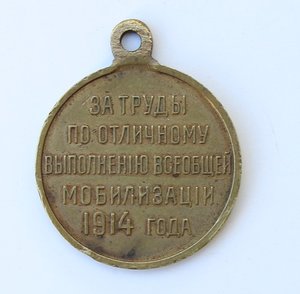 ЗА ТРУДЫ
ПО ОТЛИЧНОМУ
ВЫПОЛНЕНІЮ ВСЕОБЩЕЙ
МОБИЛИЗАЦІИ
1914 ГОДА